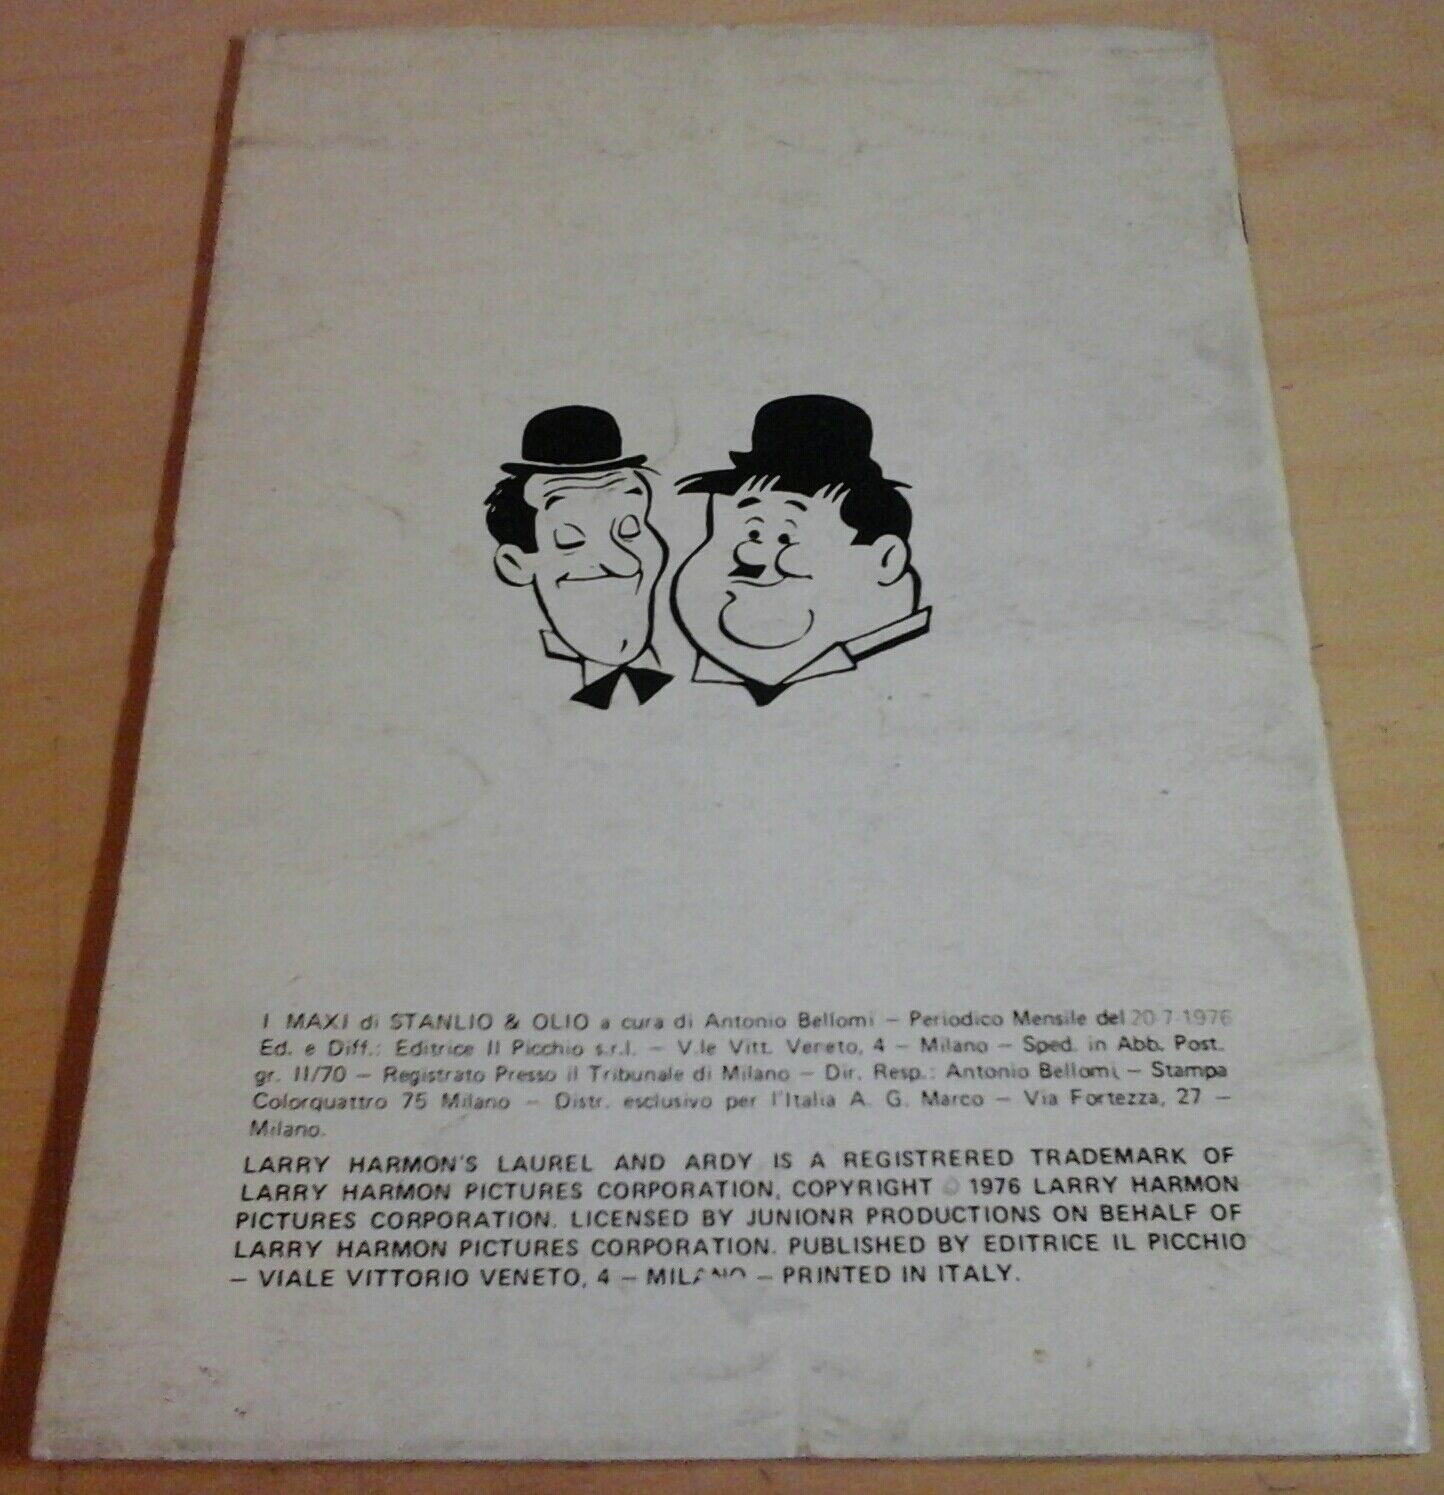 I MAXI di STANLIO & OLIO a cura di Antonio Bellomi – Periodico Mensile del 20-7-1976
Ed. e Diff.: Editrice Il Picchio s.r.l. – V.le Vitt. Veneto, 4 – Milano – Sped. in Abb. Post.
gr. II/70 – Registrato Presso il Tribunale di Milano – Dir. Resp.: Antonio Bellomi – Stampa
Colorquattro 75 Milano – Distr. esclusivo per l'Italia A. G. Marco – Via Fortezza, 27 –
Milano.
LARRY HARMON'S LAUREL AND ARDY IS A REGISTRERED TRADEMARK OF
LARRY HARMON PICTURES CORPORATION, COPYRIGHT © 1976 LARRY HARMON
PICTURES CORPORATION. LICENSED BY JUNIONR PRODUCTIONS ON BEHALF OF
LARRY HARMON PICTURES CORPORATION. PUBLISHED BY EDITRICE IL PICCHIO
– VIALE VITTORIO VENETO, 4 – MILANO – PRINTED IN ITALY.